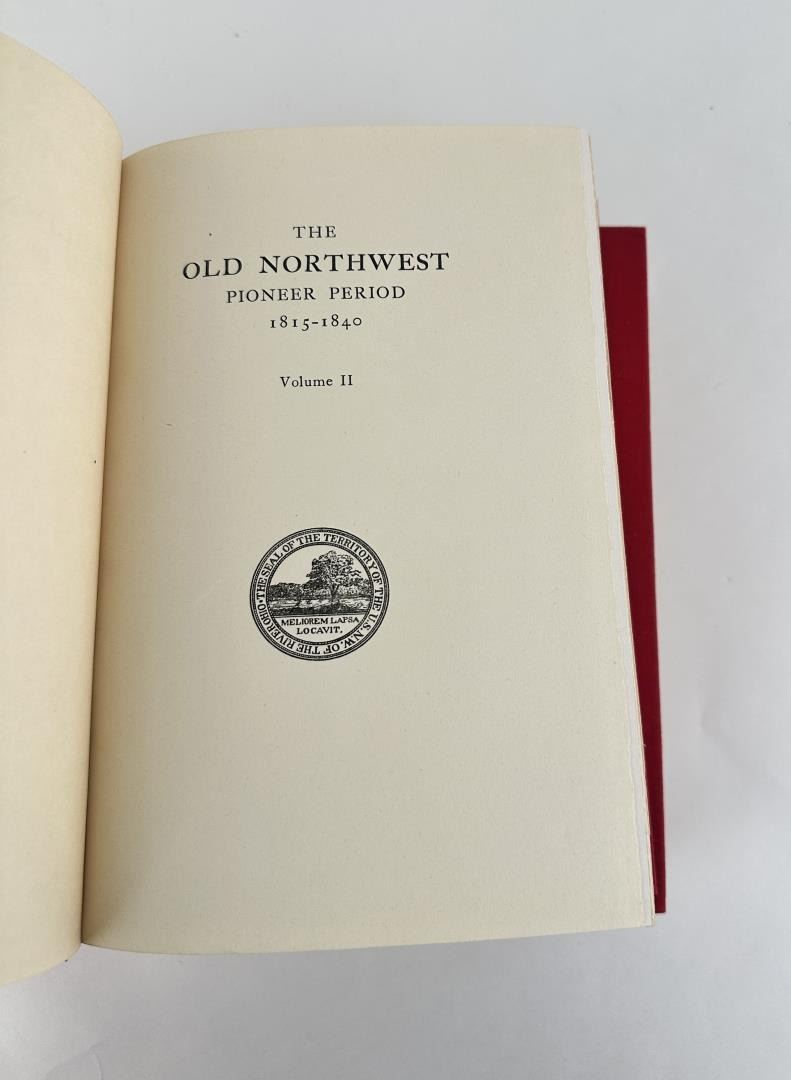 THE
OLD NORTHWEST
PIONEER PERIOD
1815-1840
Volume II
THE SEAL OF THE TERRITORY OF THE U.S. N.W. OF THE RIVER OHIO
MELIOREM LAPSA
LOCAVIT.